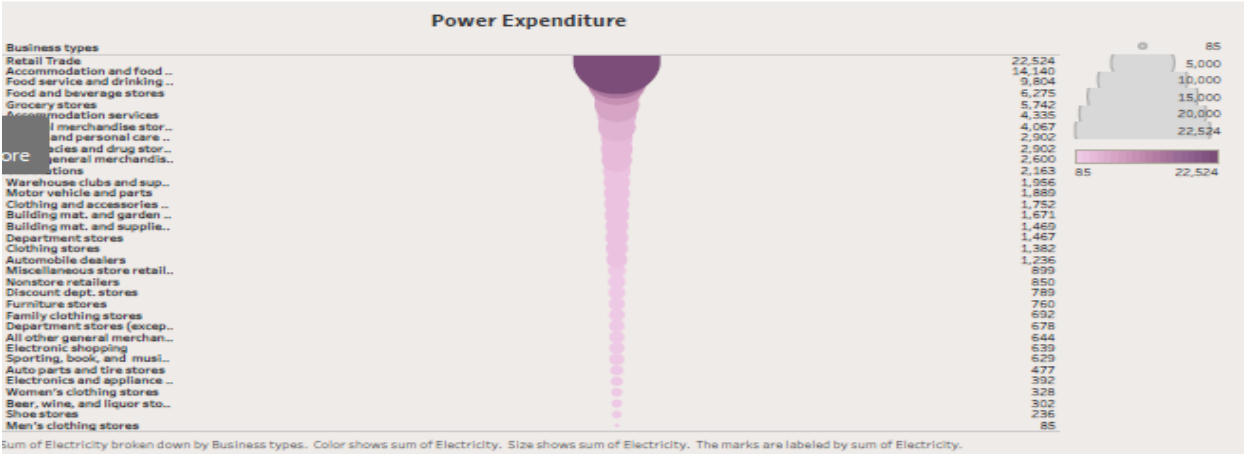 Power Expenditure
Business types
Retail Trade 22,524
Accommodation and food .. 14,140
Food service and drinking .. 9,804
Food and beverage stores 6,275
Grocery stores 5,742
Accommodation services 4,335
l merchandise stor.. 4,067
and personal care .. 2,902
acies and drug stor.. 2,902
general merchandis.. 2,600
tions 2,163
ore
Warehouse clubs and sup.. 1,956
Motor vehicle and parts 1,889
Clothing and accessories .. 1,752
Building mat. and garden .. 1,671
Building mat. and supplie.. 1,469
Department stores 1,467
Clothing stores 1,382
Automobile dealers 1,236
Miscellaneous store retail.. 899
Nonstore retailers 850
Discount dept. stores 789
Furniture stores 760
Family clothing stores 692
Department stores (excep.. 678
All other general merchan.. 644
Electronic shopping 639
Sporting, book, and musi.. 629
Auto parts and tire stores 477
Electronics and appliance .. 392
Women's clothing stores 328
Beer, wine, and liquor sto.. 302
Shoe stores 236
Men's clothing stores 85
85
5,000
10,000
15,000
20,000
22,524
85 22,524
Sum of Electricity broken down by Business types. Color shows sum of Electricity. Size shows sum of Electricity. The marks are labeled by sum of Electricity.